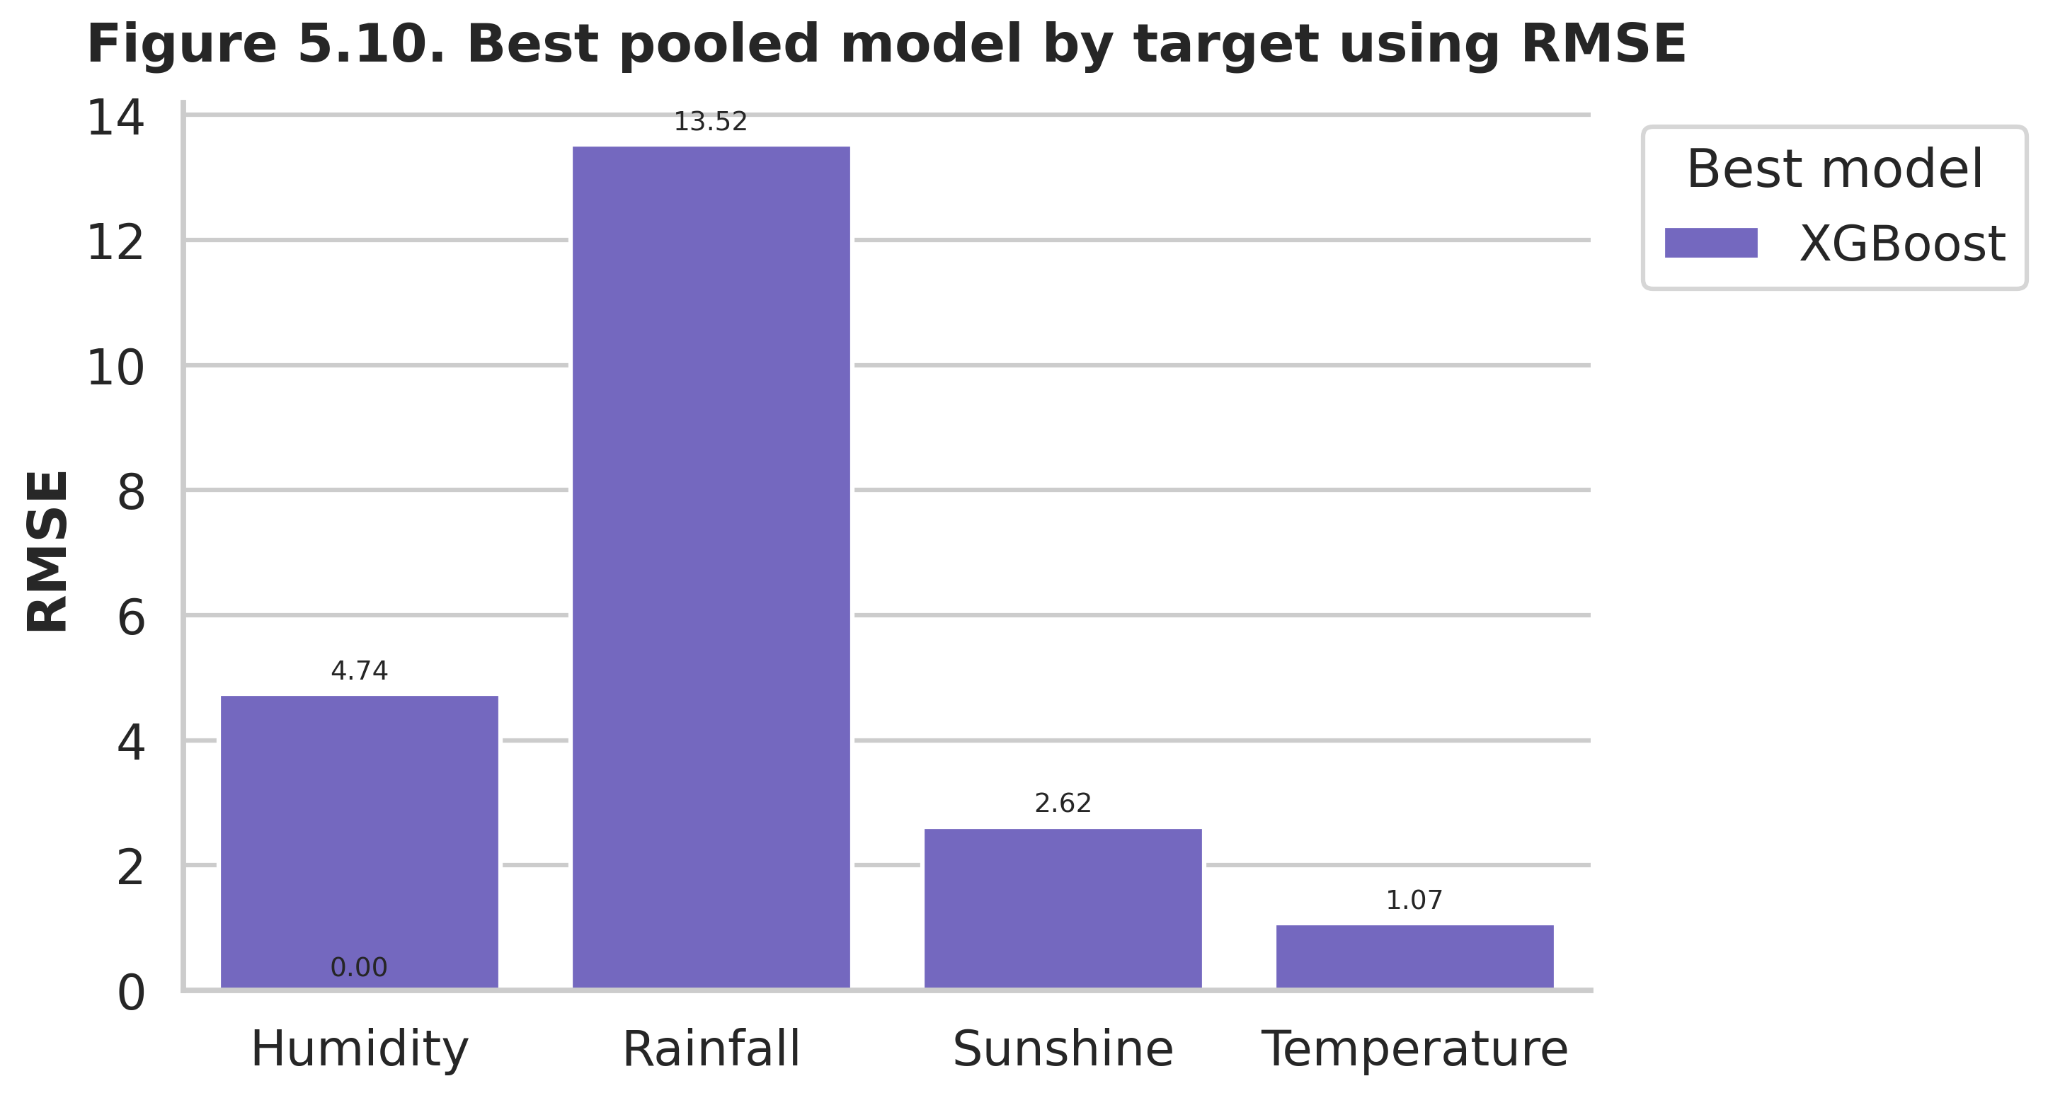 Figure 5.10. Best pooled model by target using RMSE
14
12
10
8
6
4
2
0
RMSE
13.52
4.74
2.62
1.07
0.00
Humidity Rainfall Sunshine Temperature
Best model
XGBoost